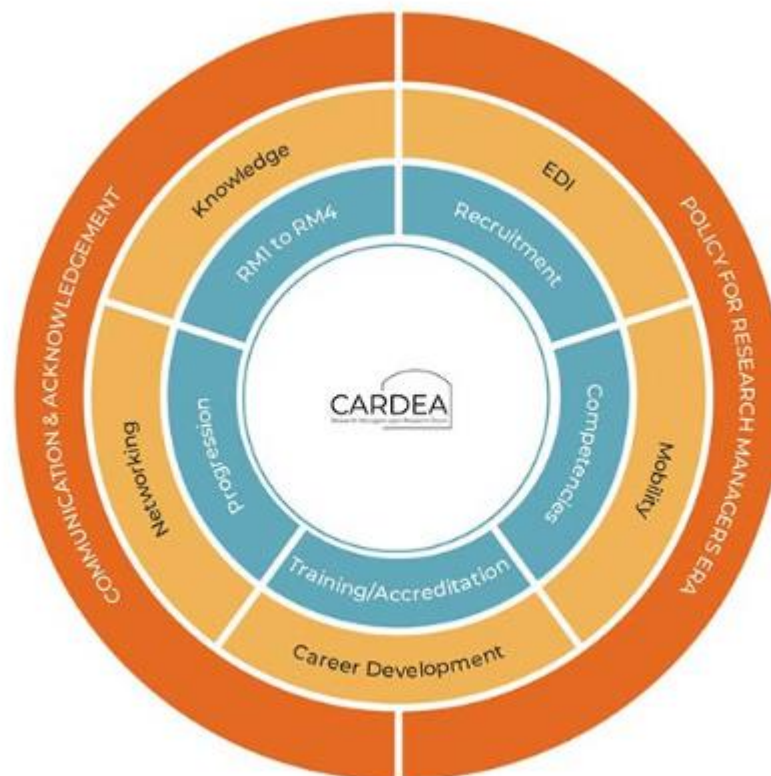 COMMUNICATION & ACKNOWLEDGEMENT
POLICY FOR RESEARCH MANAGERS ERA
Knowledge
EDI
Mobility
Career Development
Networking
RM1 to RM4
Recruitment
Competencies
Training/Accreditation
Progression
CARDEA